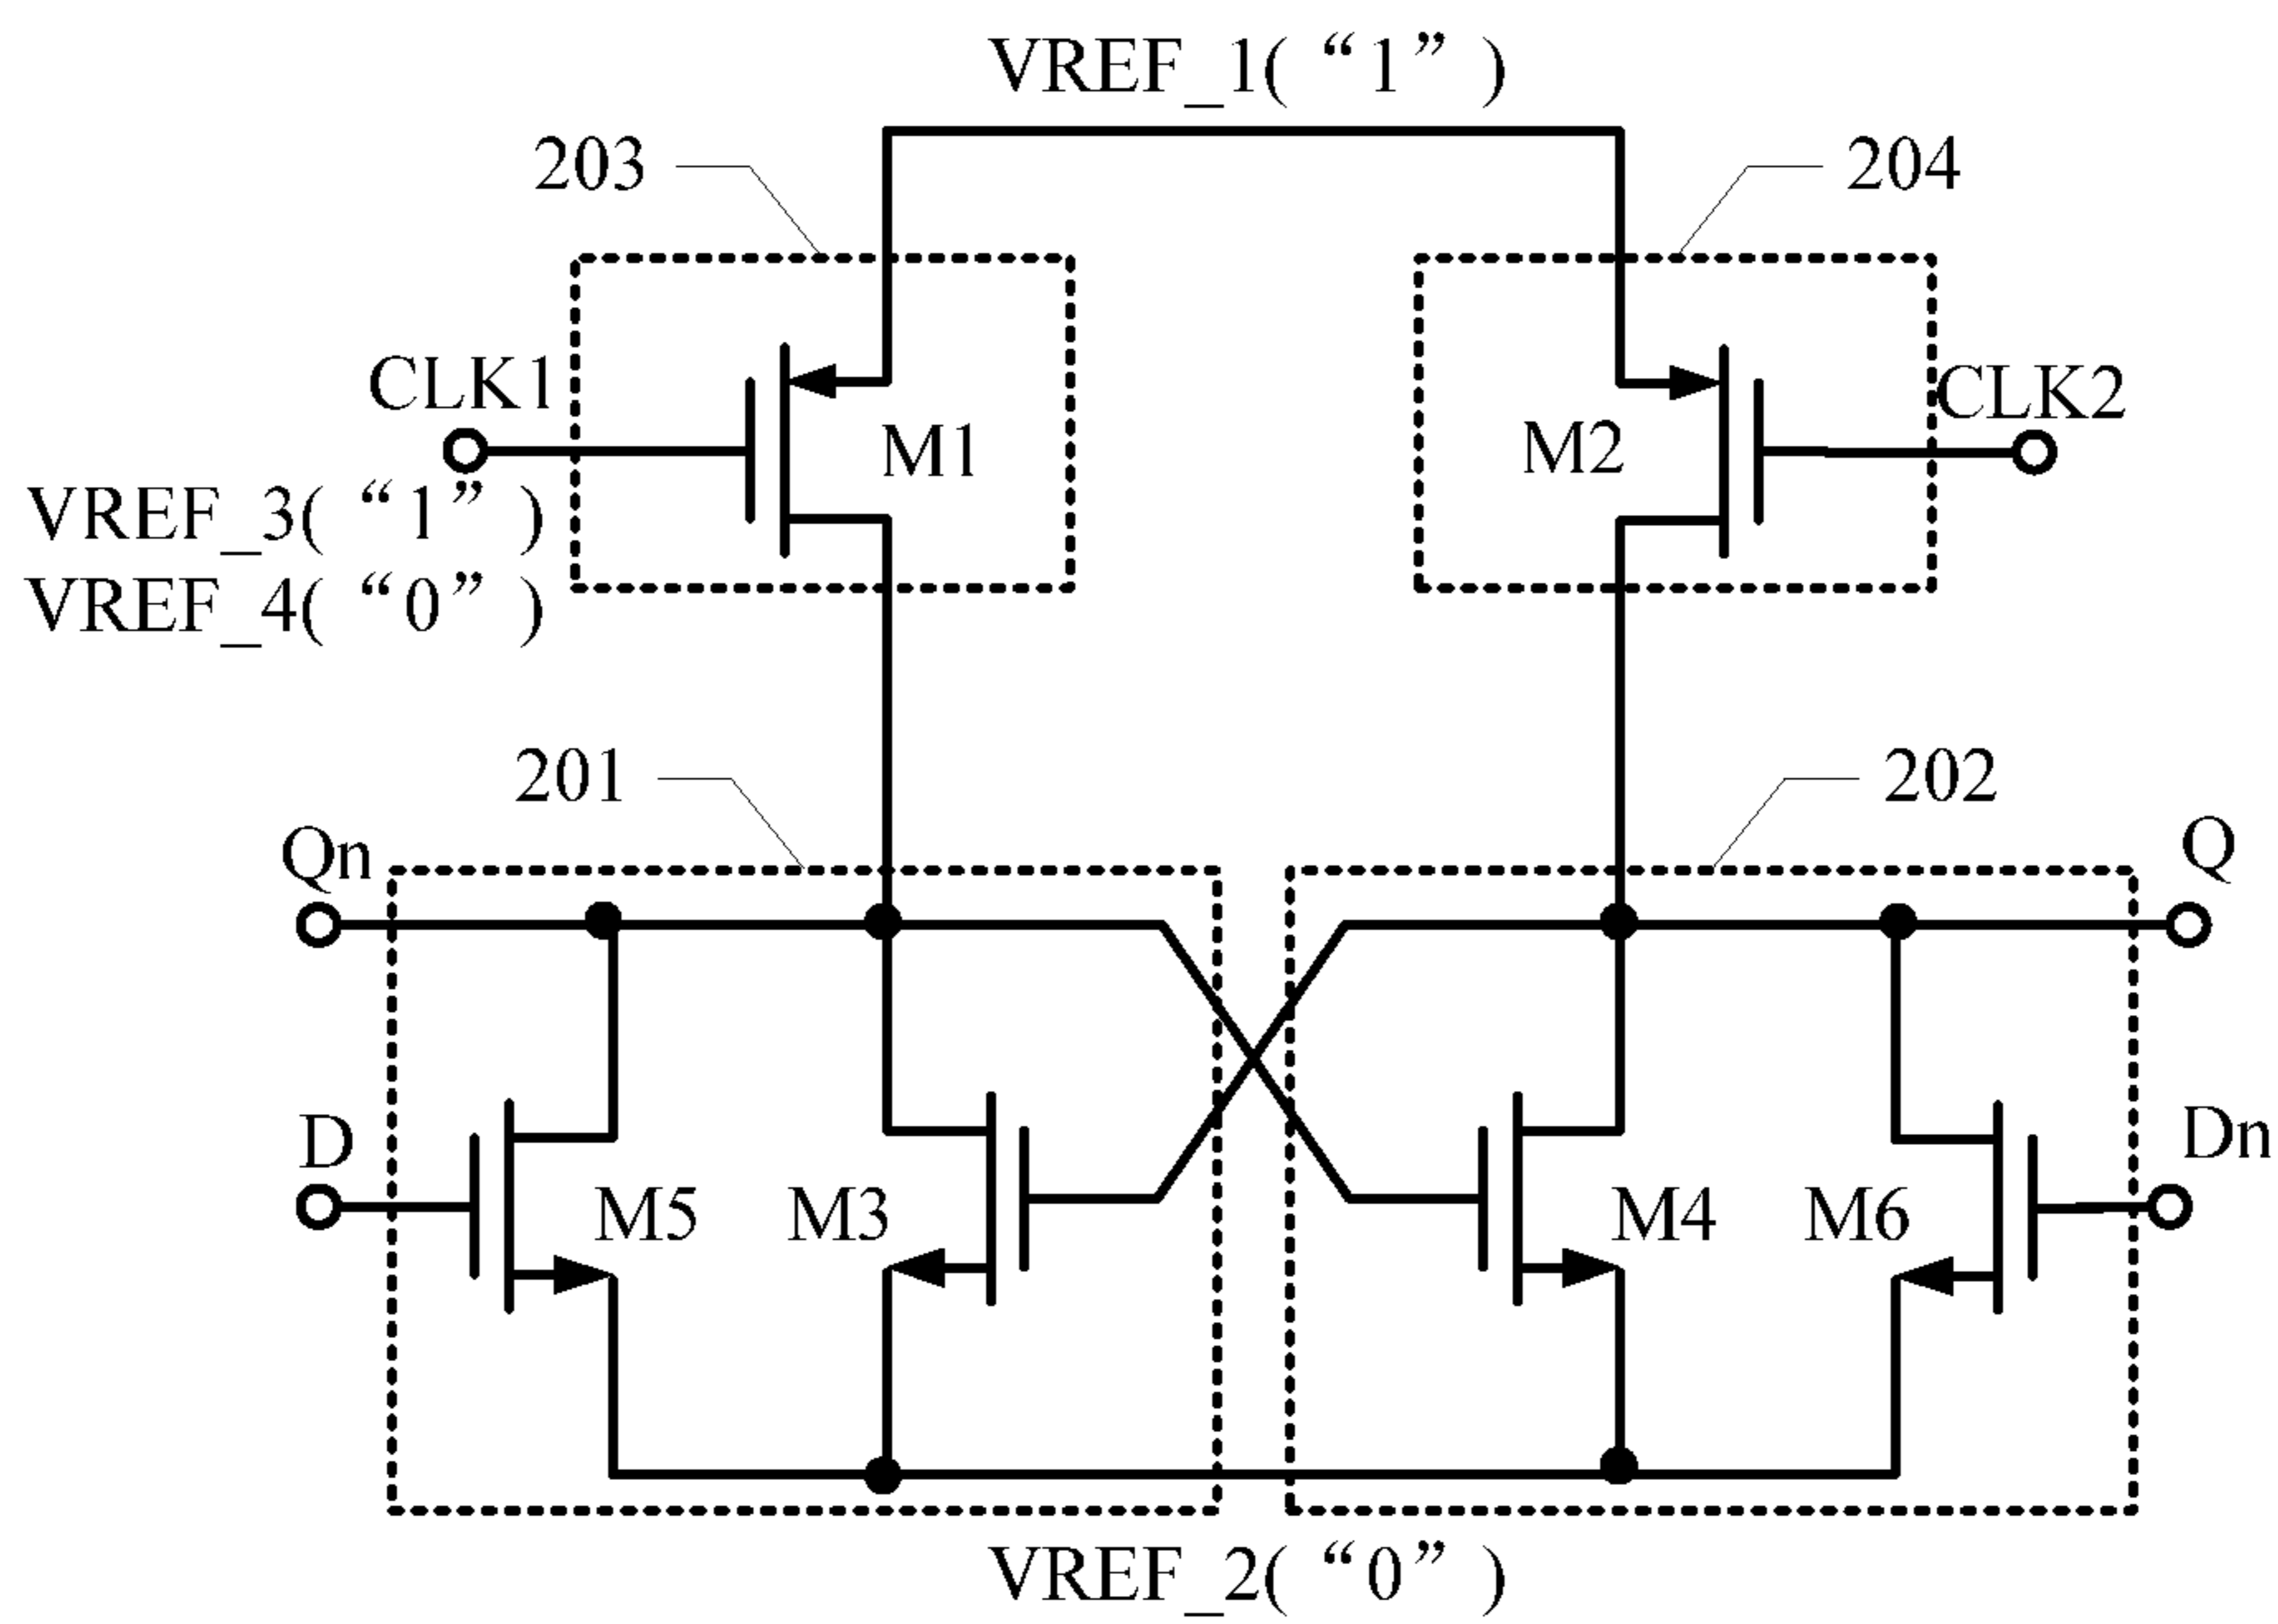 VREF_1(“1”)
203
204
CLK1
CLK2
M1
M2
VREF_3(“1”)
VREF_4(“0”)
201
202
Qn
Q
D
Dn
M5
M3
M4
M6
VREF_2(“0”)